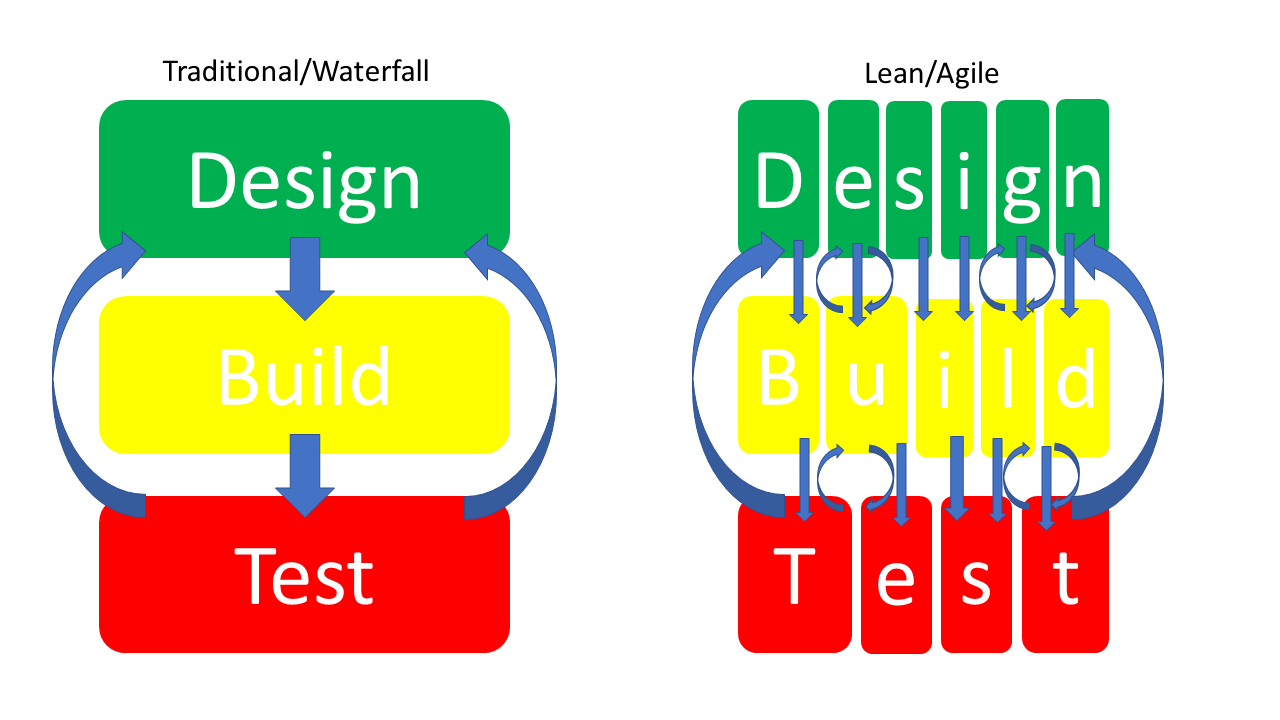 Traditional/Waterfall
Design
Build
Test
Lean/Agile
D e s i g n
B u i l d
T e s t